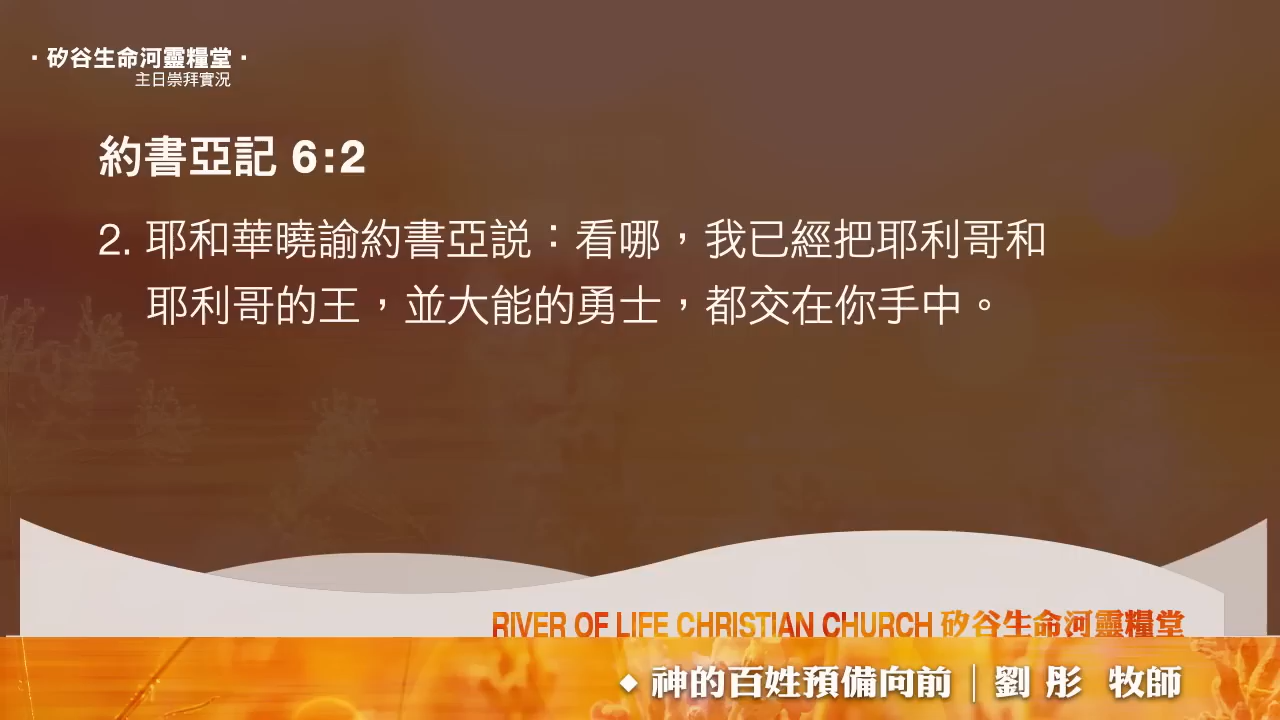 ·矽谷生命河靈糧堂·
主日崇拜實況
約書亞記 6:2
2. 耶和華曉諭約書亞説：看哪，我已經把耶利哥和
耶利哥的王，並大能的勇士，都交在你手中。
RIVER OF LIFE CHRISTIAN CHURCH 矽谷生命河靈糧堂
◆ 神的百姓預備向前｜劉 彤 牧師